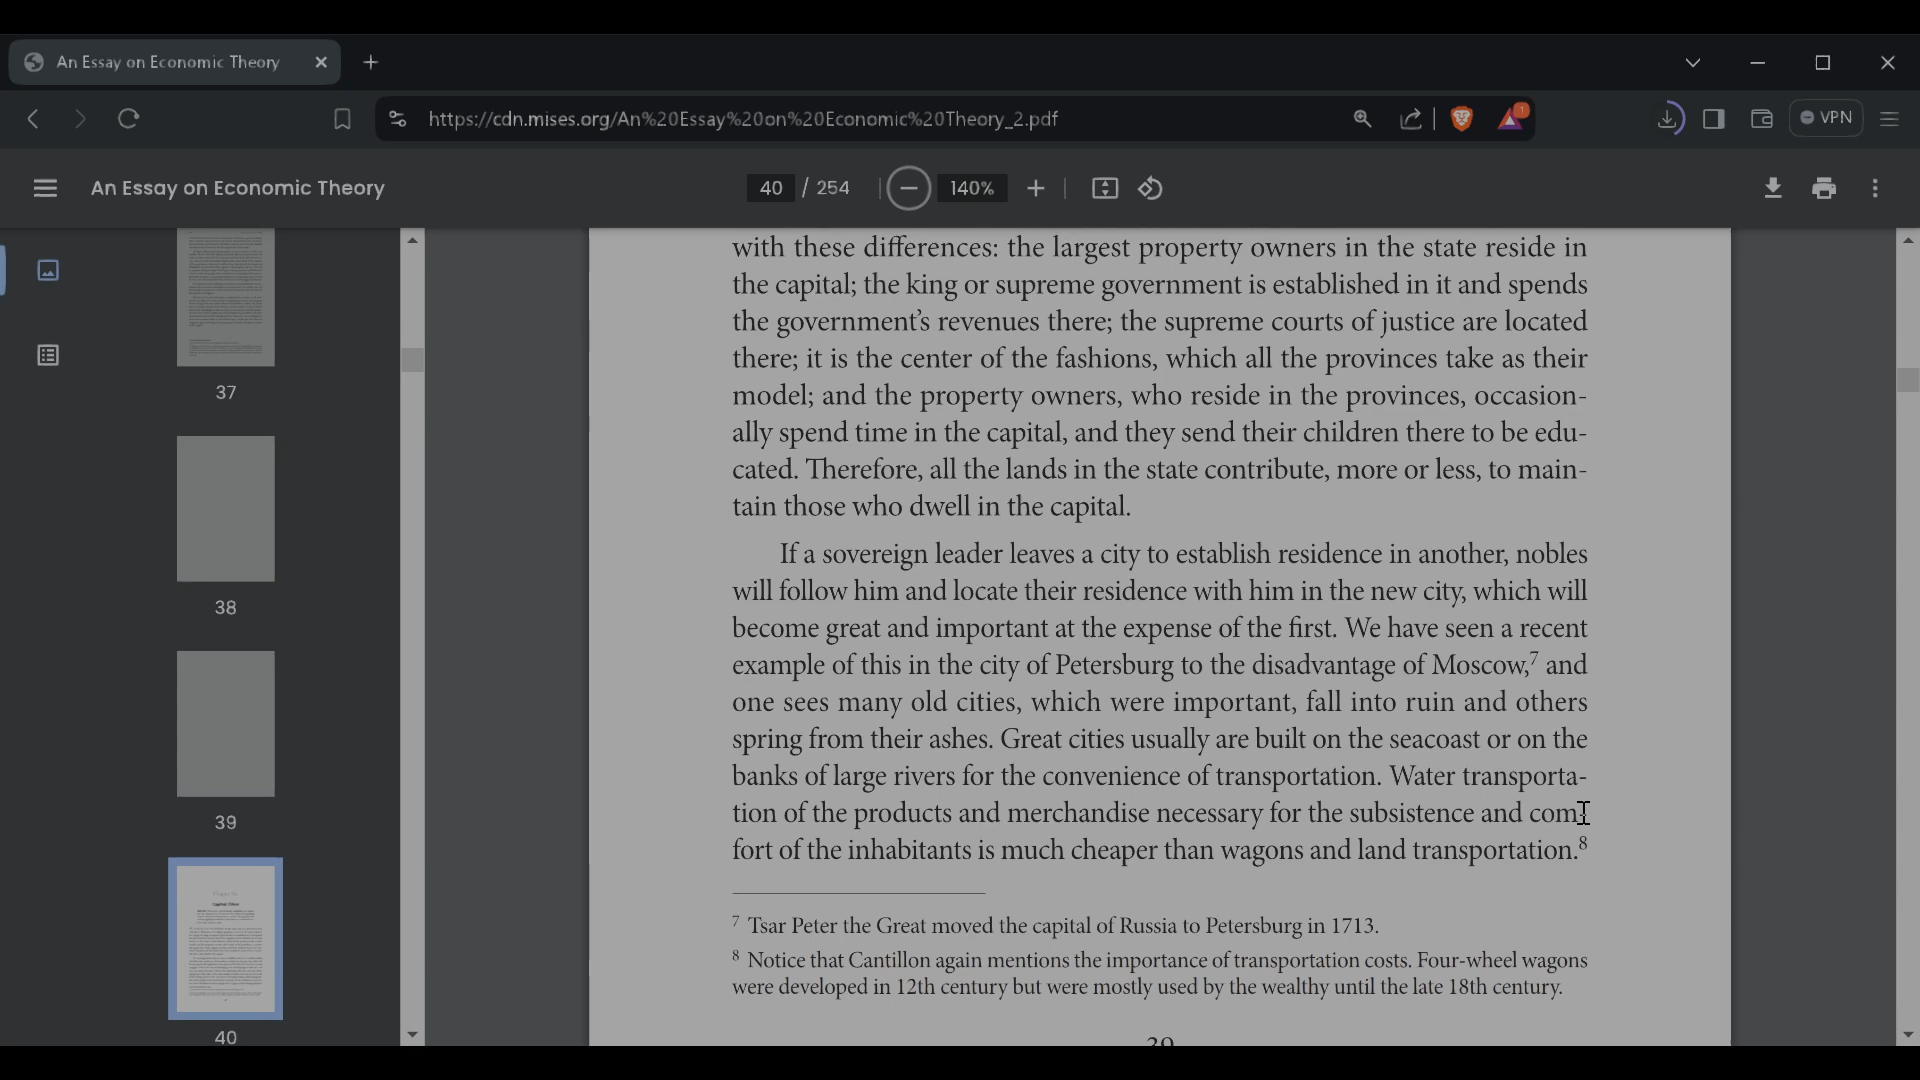 An Essay on Economic Theory
https://cdn.mises.org/An%20Essay%20on%20Economic%20Theory_2.pdf
1
VPN
An Essay on Economic Theory
40 / 254
140%
37
38
39
40
with these differences: the largest property owners in the state reside in
the capital; the king or supreme government is established in it and spends
the government’s revenues there; the supreme courts of justice are located
there; it is the center of the fashions, which all the provinces take as their
model; and the property owners, who reside in the provinces, occasion-
ally spend time in the capital, and they send their children there to be edu-
cated. Therefore, all the lands in the state contribute, more or less, to main-
tain those who dwell in the capital.
If a sovereign leader leaves a city to establish residence in another, nobles
will follow him and locate their residence with him in the new city, which will
become great and important at the expense of the first. We have seen a recent
example of this in the city of Petersburg to the disadvantage of Moscow,7 and
one sees many old cities, which were important, fall into ruin and others
spring from their ashes. Great cities usually are built on the seacoast or on the
banks of large rivers for the convenience of transportation. Water transporta-
tion of the products and merchandise necessary for the subsistence and com-
fort of the inhabitants is much cheaper than wagons and land transportation.8
7 Tsar Peter the Great moved the capital of Russia to Petersburg in 1713.
8 Notice that Cantillon again mentions the importance of transportation costs. Four-wheel wagons
were developed in 12th century but were mostly used by the wealthy until the late 18th century.
39